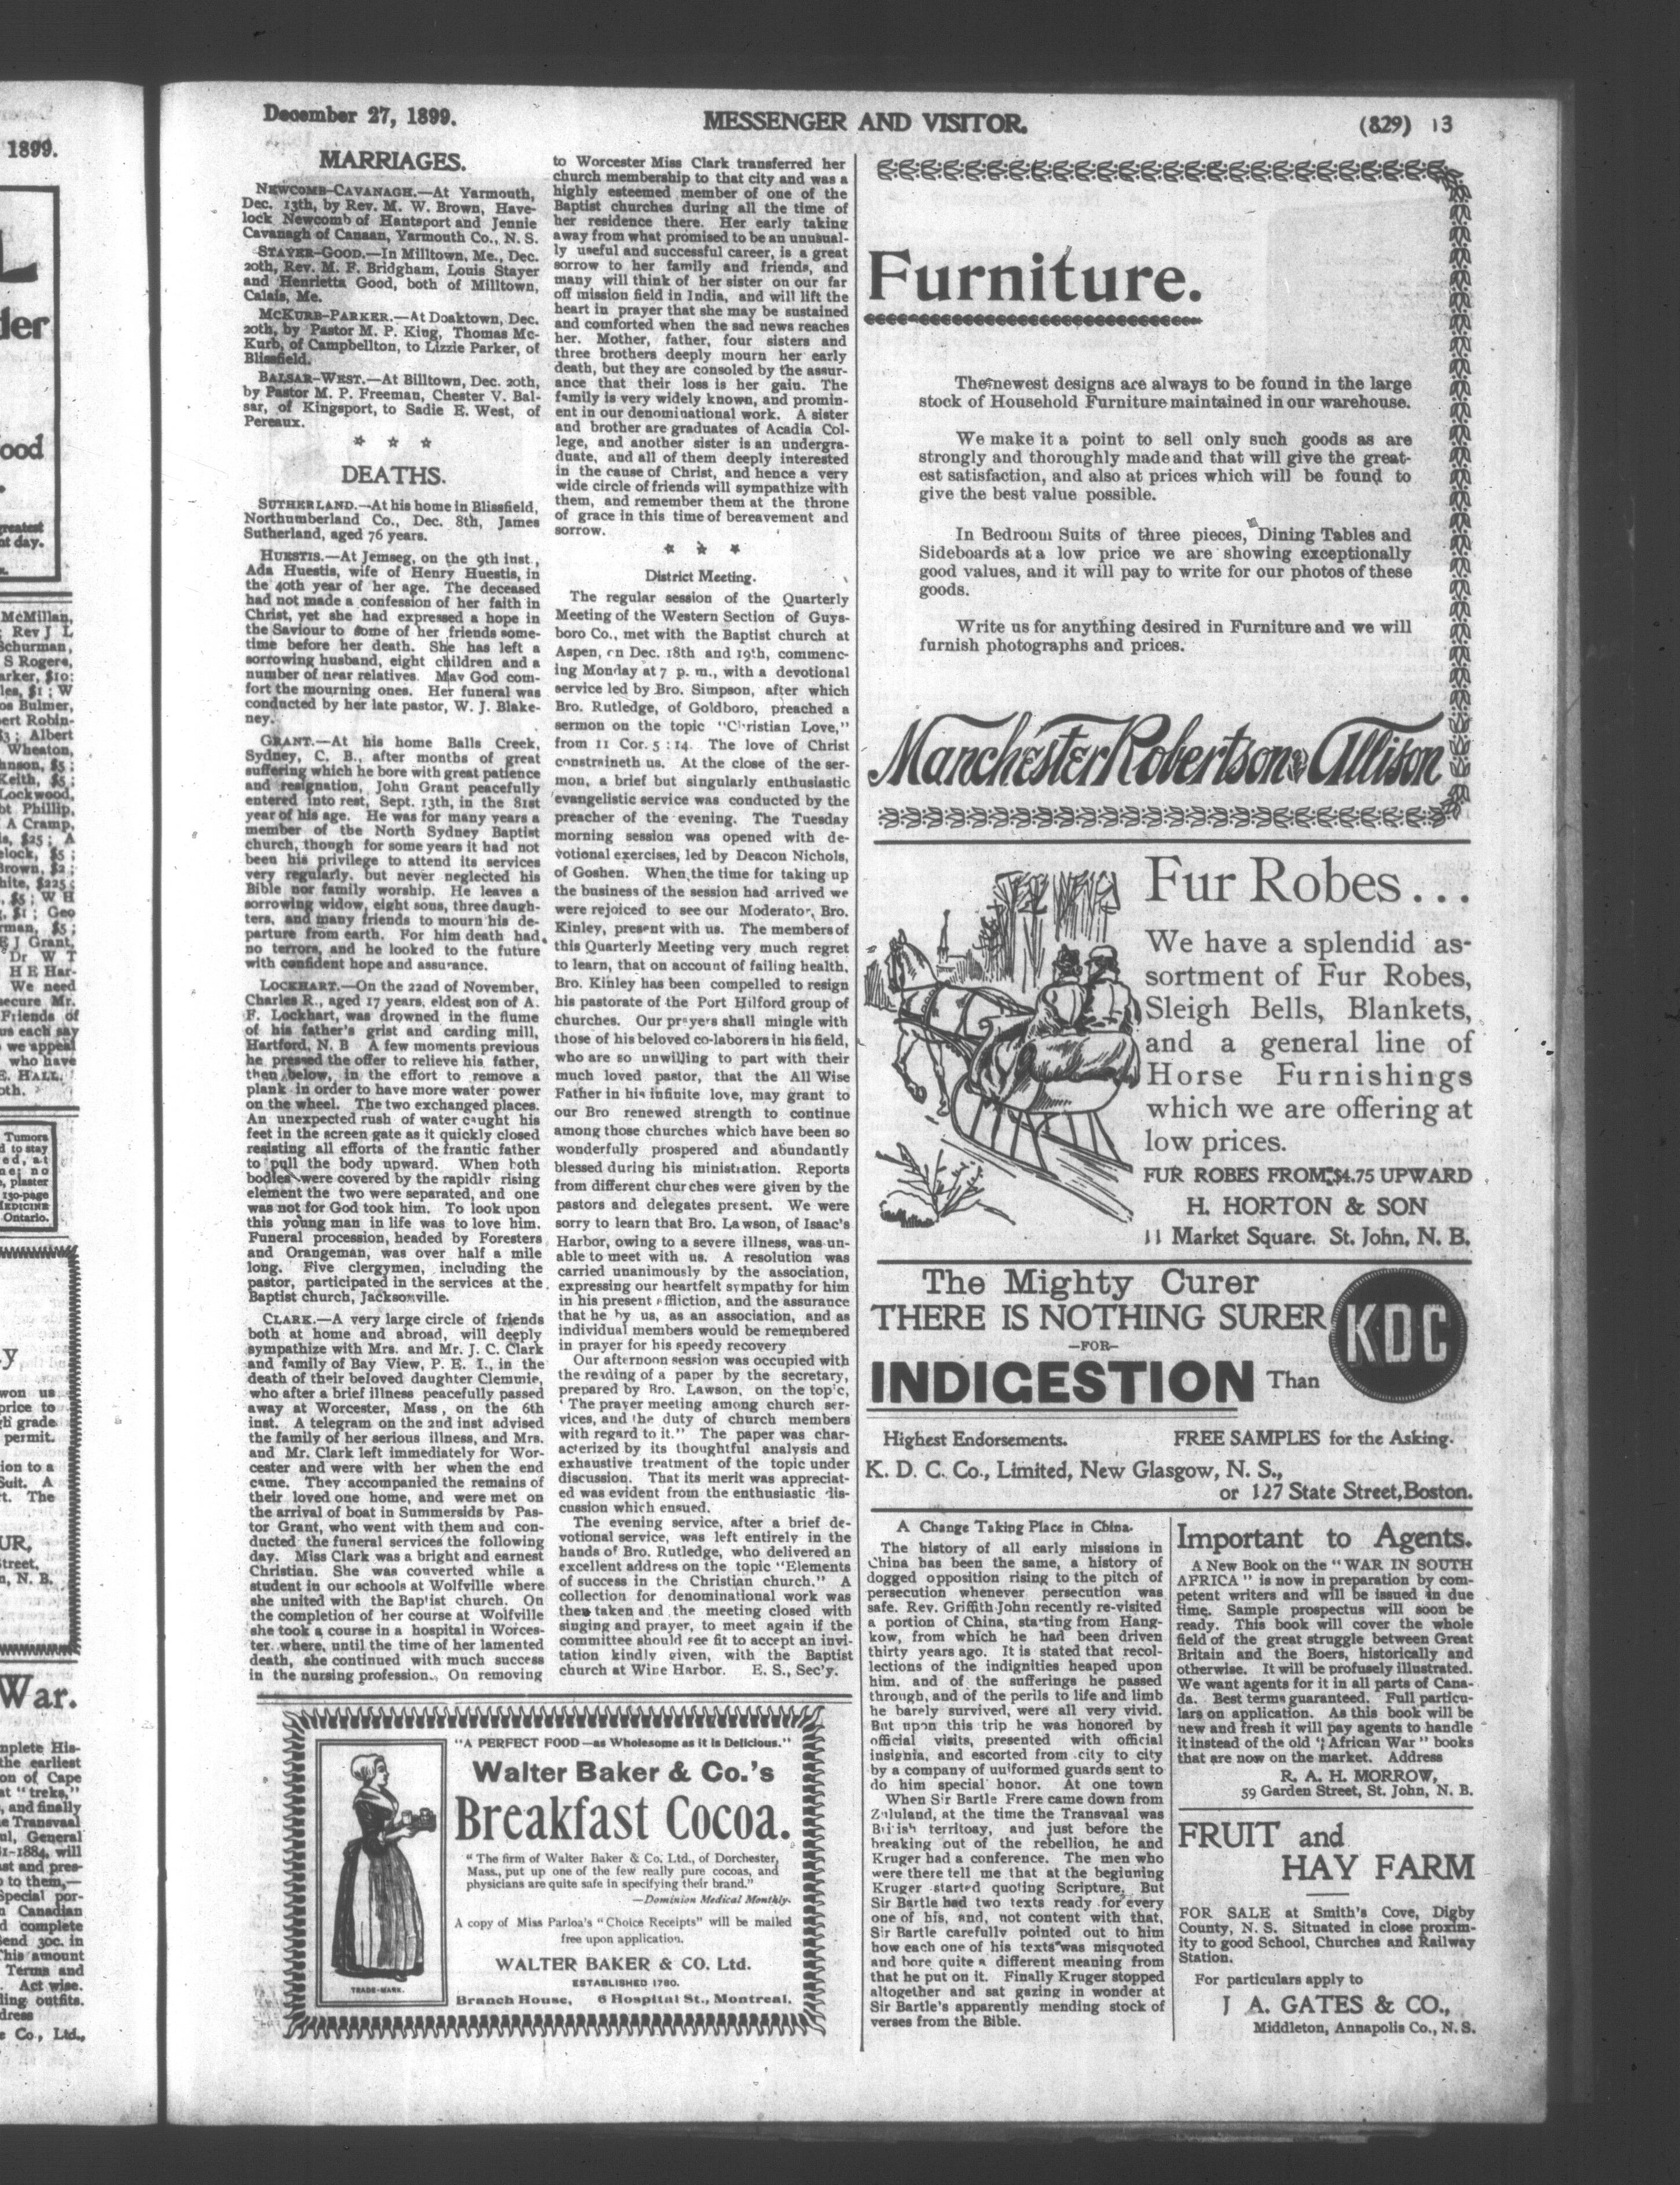 December 27, 1899.
MESSENGER AND VISITOR.
(829) 13
MARRIAGES.
NEWCOMB-CAVANAGH.—At Yarmouth,
Dec. 13th, by Rev. M. W. Brown, Have-
lock Newcomb of Hantsport and Jennie
Cavanagh of Canaan, Yarmouth Co., N. S.
STAYER-GOOD.—In Milltown, Me., Dec.
20th, Rev. M. F. Bridgham, Louis Stayer
and Henrietta Good, both of Milltown,
Calais, Me.
MCKURB-PARKER.—At Doaktown, Dec.
20th, by Pastor M. P. King, Thomas Mc-
Kurb, of Campbellton, to Lizzie Parker, of
Blissfield.
BALSAR-WEST.—At Billtown, Dec. 20th,
by Pastor M. P. Freeman, Chester V. Bal-
sar, of Kingsport, to Sadie E. West, of
Pereaux.
* * *
DEATHS.
SUTHERLAND.—At his home in Blissfield,
Northumberland Co., Dec. 8th, James
Sutherland, aged 76 years.
HUESTIS.—At Jemseg, on the 9th inst.,
Ada Huestis, wife of Henry Huestis, in
the 40th year of her age. The deceased
had not made a confession of her faith in
Christ, yet she had expressed a hope in
the Saviour to some of her friends some-
time before her death. She has left a
sorrowing husband, eight children and a
number of near relatives. May God com-
fort the mourning ones. Her funeral was
conducted by her late pastor, W. J. Blake-
ney.
GRANT.—At his home Balls Creek,
Sydney, C. B., after months of great
suffering which he bore with great patience
and resignation, John Grant peacefully
entered into rest, Sept. 13th, in the 81st
year of his age. He was for many years a
member of the North Sydney Baptist
church, though for some years it had not
been his privilege to attend its services
very regularly. but never neglected his
Bible nor family worship. He leaves a
sorrowing widow, eight sons, three daugh-
ters, and many friends to mourn his de-
parture from earth. For him death had
no terrors, and he looked to the future
with confident hope and assurance.
LOCKHART.—On the 22nd of November,
Charles R., aged 17 years, eldest son of A.
F. Lockhart, was drowned in the flume
of his father's grist and carding mill,
Hartford, N. B A few moments previous
he pressed the offer to relieve his father,
then below, in the effort to remove a
plank in order to have more water power
on the wheel. The two exchanged places.
An unexpected rush of water caught his
feet in the screen gate as it quickly closed
resisting all efforts of the frantic father
to pull the body upward. When both
bodies were covered by the rapidly rising
element the two were separated, and one
was not for God took him. To look upon
this young man in life was to love him.
Funeral procession, headed by Foresters
and Orangeman, was over half a mile
long. Five clergymen, including the
pastor, participated in the services at the
Baptist church, Jacksonville.
CLARK.—A very large circle of friends
both at home and abroad, will deeply
sympathize with Mrs. and Mr. J. C. Clark
and family of Bay View, P. E. I., in the
death of their beloved daughter Clemmie,
who after a brief illness peacefully passed
away at Worcester, Mass, on the 6th
inst. A telegram on the 2nd inst advised
the family of her serious illness, and Mrs.
and Mr. Clark left immediately for Wor-
cester and were with her when the end
came. They accompanied the remains of
their loved one home, and were met on
the arrival of boat in Summersids by Pas-
tor Grant, who went with them and con-
ducted the funeral services the following
day. Miss Clark was a bright and earnest
Christian. She was converted while a
student in our schools at Wolfville where
she united with the Baptist church. On
the completion of her course at Wolfville
she took a course in a hospital in Worces-
ter where, until the time of her lamented
death, she continued with much success
in the nursing profession. On removing
to Worcester Miss Clark transferred her
church membership to that city and was a
highly esteemed member of one of the
Baptist churches during all the time of
her residence there. Her early taking
away from what promised to be an unusual-
ly useful and successful career, is a great
sorrow to her family and friends, and
many will think of her sister on our far
off mission field in India, and will lift the
heart in prayer that she may be sustained
and comforted when the sad news reaches
her. Mother, father, four sisters and
three brothers deeply mourn her early
death, but they are consoled by the assur-
ance that their loss is her gain. The
family is very widely known, and promin-
ent in our denominational work. A sister
and brother are graduates of Acadia Col-
lege, and another sister is an undergra-
duate, and all of them deeply interested
in the cause of Christ, and hence a very
wide circle of friends will sympathize with
them, and remember them at the throne
of grace in this time of bereavement and
sorrow.
* * *
District Meeting.
The regular session of the Quarterly
Meeting of the Western Section of Guys-
boro Co., met with the Baptist church at
Aspen, on Dec. 18th and 19th, commenc-
ing Monday at 7 p. m., with a devotional
service led by Bro. Simpson, after which
Bro. Rutledge, of Goldboro, preached a
sermon on the topic "Christian Love,"
from 11 Cor. 5 : 14. The love of Christ
constraineth us. At the close of the ser-
mon, a brief but singularly enthusiastic
evangelistic service was conducted by the
preacher of the evening. The Tuesday
morning session was opened with de-
votional exercises, led by Deacon Nichols,
of Goshen. When the time for taking up
the business of the session had arrived we
were rejoiced to see our Moderator, Bro.
Kinley, present with us. The members of
this Quarterly Meeting very much regret
to learn, that on account of failing health,
Bro. Kinley has been compelled to resign
his pastorate of the Port Hilford group of
churches. Our prayers shall mingle with
those of his beloved co-laborers in his field,
who are so unwilling to part with their
much loved pastor, that the All Wise
Father in his infinite love, may grant to
our Bro renewed strength to continue
among those churches which have been so
wonderfully prospered and abundantly
blessed during his ministration. Reports
from different churches were given by the
pastors and delegates present. We were
sorry to learn that Bro. Lawson, of Isaac's
Harbor, owing to a severe illness, was un-
able to meet with us. A resolution was
carried unanimously by the association,
expressing our heartfelt sympathy for him
in his present affliction, and the assurance
that he by us, as an association, and as
individual members would be remembered
in prayer for his speedy recovery
Our afternoon session was occupied with
the reading of a paper by the secretary,
prepared by Bro. Lawson, on the topic,
' The prayer meeting among church ser-
vices, and the duty of church members
with regard to it." The paper was char-
acterized by its thoughtful analysis and
exhaustive treatment of the topic under
discussion. That its merit was appreciat-
ed was evident from the enthusiastic dis-
cussion which ensued.
The evening service, after a brief de-
votional service, was left entirely in the
hands of Bro. Rutledge, who delivered an
excellent address on the topic "Elements
of success in the Christian church." A
collection for denominational work was
then taken and the meeting closed with
singing and prayer, to meet again if the
committee should see fit to accept an invi-
tation kindly given, with the Baptist
church at Wine Harbor. E. S., Sec'y.
"A PERFECT FOOD—as Wholesome as it is Delicious."
Walter Baker & Co.'s
Breakfast Cocoa.
"The firm of Walter Baker & Co. Ltd., of Dorchester,
Mass., put up one of the few really pure cocoas, and
physicians are quite safe in specifying their brand."
—Dominion Medical Monthly.
A copy of Miss Parloa's "Choice Receipts" will be mailed
free upon application.
WALTER BAKER & CO. Ltd.
ESTABLISHED 1780.
Branch House, 6 Hospital St., Montreal.
TRADE-MARK.
Furniture.
The newest designs are always to be found in the large
stock of Household Furniture maintained in our warehouse.
We make it a point to sell only such goods as are
strongly and thoroughly made and that will give the great-
est satisfaction, and also at prices which will be found to
give the best value possible.
In Bedroom Suits of three pieces, Dining Tables and
Sideboards at a low price we are showing exceptionally
good values, and it will pay to write for our photos of these
goods.
Write us for anything desired in Furniture and we will
furnish photographs and prices.
Manchester Robertson & Allison
Fur Robes...
We have a splendid as-
sortment of Fur Robes,
Sleigh Bells, Blankets,
and a general line of
Horse Furnishings
which we are offering at
low prices.
FUR ROBES FROM $4.75 UPWARD
H. HORTON & SON
11 Market Square. St. John, N. B.
The Mighty Curer
THERE IS NOTHING SURER
—FOR—
INDIGESTION Than
KDC
Highest Endorsements. FREE SAMPLES for the Asking.
K. D. C. Co., Limited, New Glasgow, N. S.,
or 127 State Street, Boston.
A Change Taking Place in China.
The history of all early missions in
China has been the same, a history of
dogged opposition rising to the pitch of
persecution whenever persecution was
safe. Rev. Griffith John recently re-visited
a portion of China, starting from Hang-
kow, from which he had been driven
thirty years ago. It is stated that recol-
lections of the indignities heaped upon
him. and of the sufferings he passed
through, and of the perils to life and limb
he barely survived, were all very vivid.
But upon this trip he was honored by
official visits, presented with official
insignia, and escorted from city to city
by a company of uniformed guards sent to
do him special honor. At one town
When Sir Bartle Frere came down from
Zululand, at the time the Transvaal was
British territoay, and just before the
breaking out of the rebellion, he and
Kruger had a conference. The men who
were there tell me that at the beginning
Kruger started quoting Scripture. But
Sir Bartle had two texts ready for every
one of his, and, not content with that,
Sir Bartle carefully pointed out to him
how each one of his texts was misquoted
and bore quite a different meaning from
that he put on it. Finally Kruger stopped
altogether and sat gazing in wonder at
Sir Bartle's apparently mending stock of
verses from the Bible.
Important to Agents.
A New Book on the "WAR IN SOUTH
AFRICA" is now in preparation by com-
petent writers and will be issued in due
time. Sample prospectus will soon be
ready. This book will cover the whole
field of the great struggle between Great
Britain and the Boers, historically and
otherwise. It will be profusely illustrated.
We want agents for it in all parts of Cana-
da. Best terms guaranteed. Full particu-
lars on application. As this book will be
new and fresh it will pay agents to handle
it instead of the old "African War" books
that are now on the market. Address
R. A. H. MORROW,
59 Garden Street, St. John, N. B.
FRUIT and
HAY FARM
FOR SALE at Smith's Cove, Digby
County, N. S. Situated in close proxim-
ity to good School, Churches and Railway
Station.
For particulars apply to
J A. GATES & CO.,
Middleton, Annapolis Co., N. S.